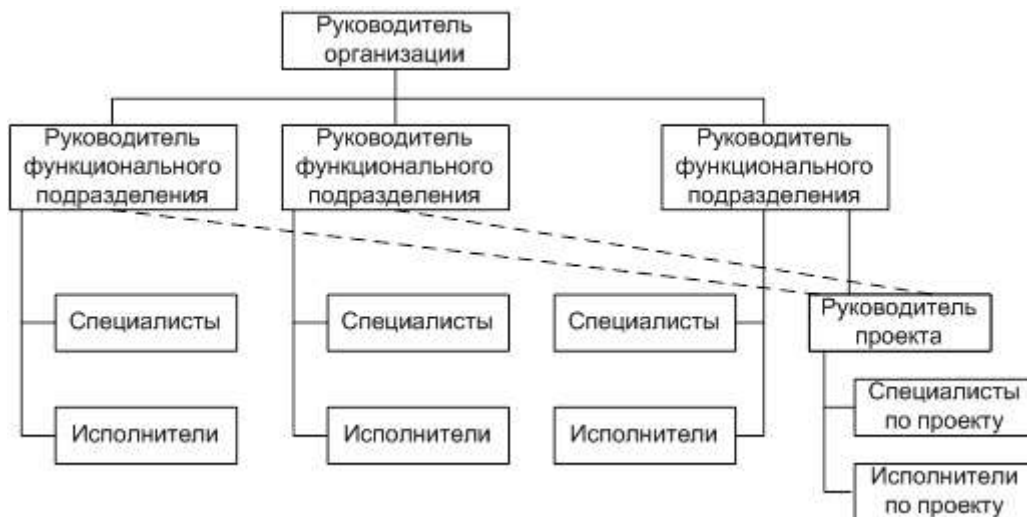 Руководитель
организации
Руководитель
функционального
подразделения
Руководитель
функционального
подразделения
Руководитель
функционального
подразделения
Специалисты
Специалисты
Специалисты
Руководитель
проекта
Исполнители
Исполнители
Исполнители
Специалисты
по проекту
Исполнители
по проекту